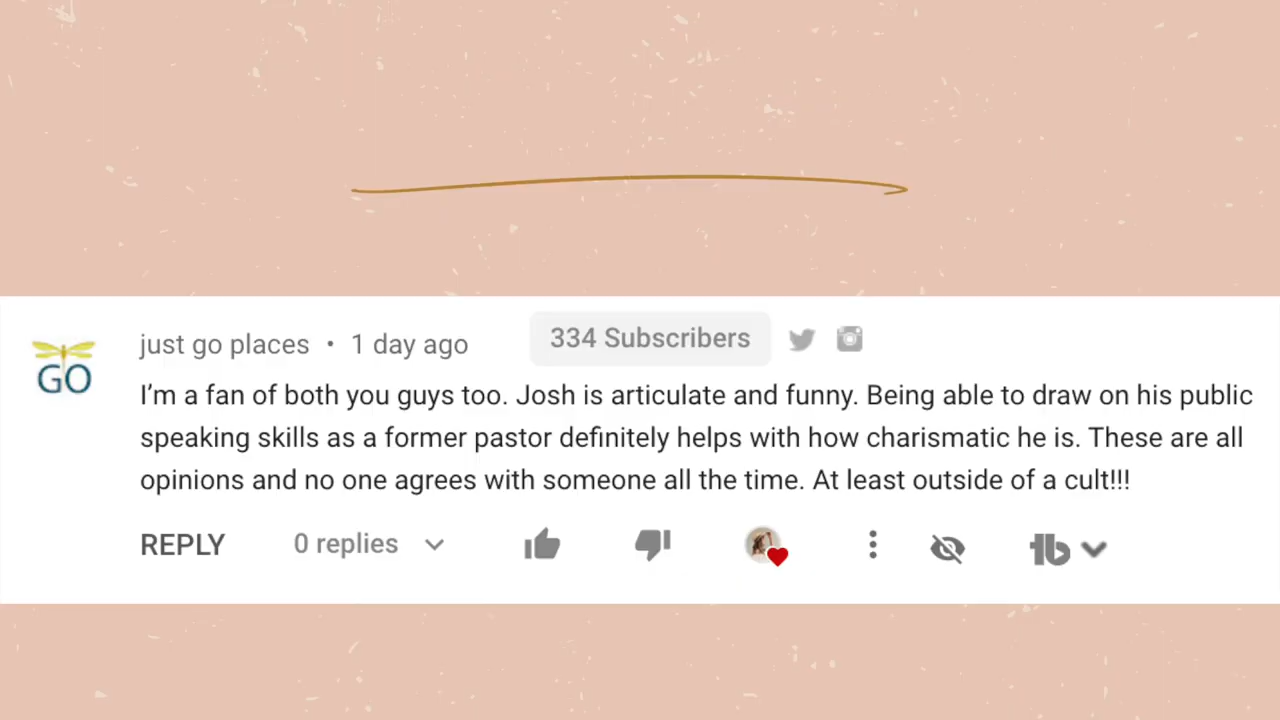 just go places • 1 day ago 334 Subscribers
I’m a fan of both you guys too. Josh is articulate and funny. Being able to draw on his public
speaking skills as a former pastor definitely helps with how charismatic he is. These are all
opinions and no one agrees with someone all the time. At least outside of a cult!!!
GO
REPLY 0 replies
tb